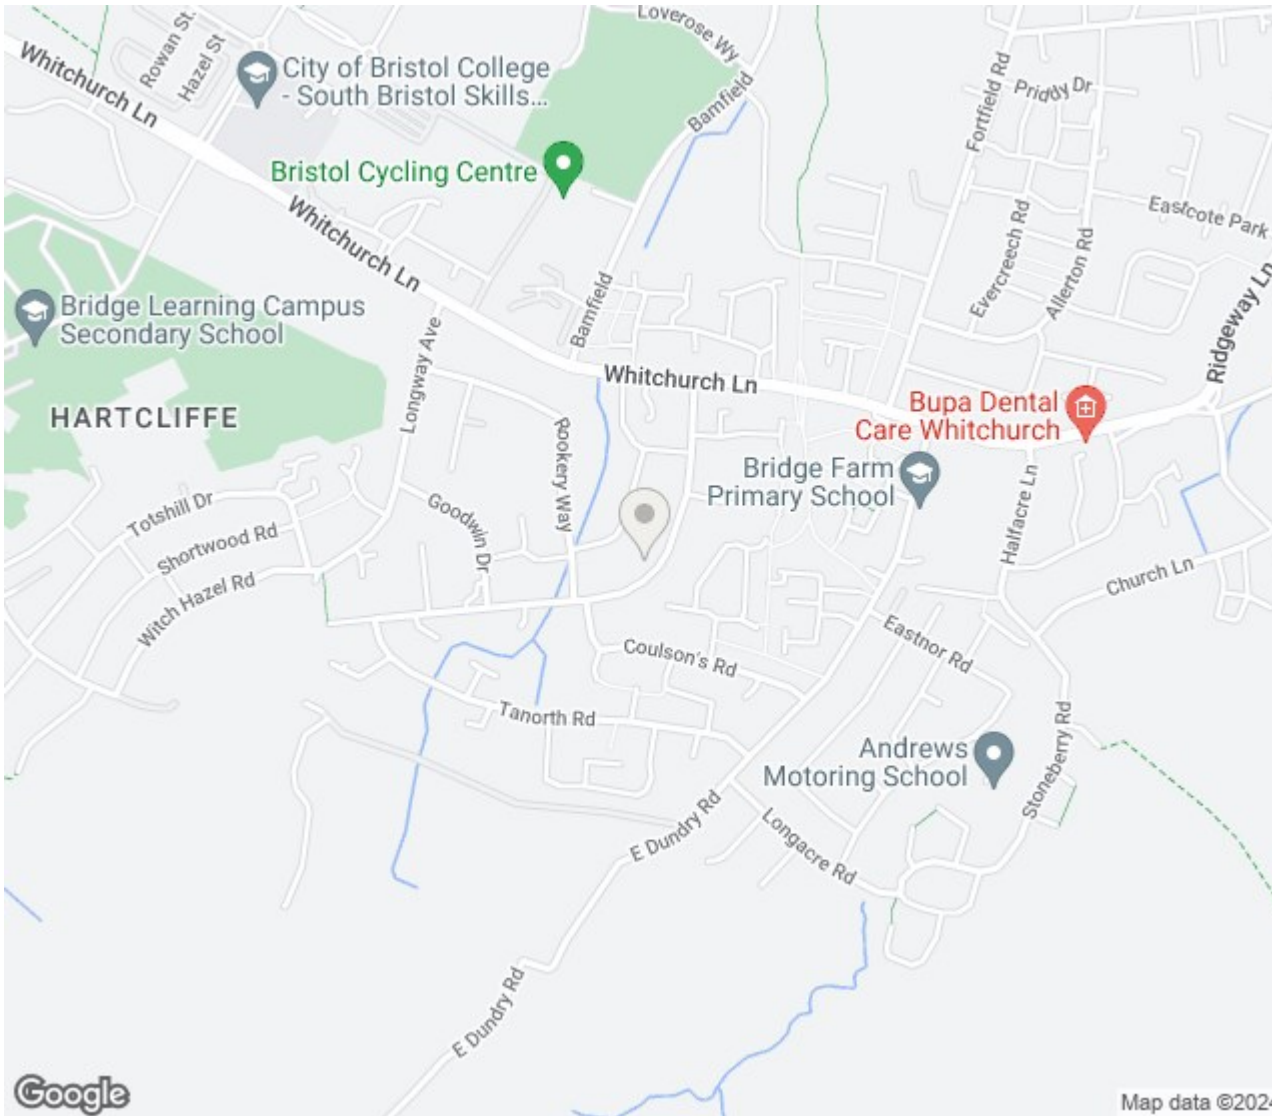 Loverose Wy
Rowan St.
Hazel St
Whitchurch Ln
City of Bristol College
- South Bristol Skills...
Bamfield
Fortfield Rd
Priddy Dr
Bristol Cycling Centre
Whitchurch Ln
Eastcote Park
Evercreech Rd
Allerton Rd
Ridgeway Ln
Bridge Learning Campus
Secondary School
Bamfield
Longway Ave
Whitchurch Ln
HARTCLIFFE
Bupa Dental
Care Whitchurch
Rookery Way
Bridge Farm
Primary School
Totshill Dr
Goodwin Dr
Shortwood Rd
Halfacre Ln
Witch Hazel Rd
Church Ln
Eastnor Rd
Coulson's Rd
Tanorth Rd
Andrews
Motoring School
Stoneberry Rd
E Dundry Rd
Longacre Rd
E Dundry Rd
Google
Map data ©2024